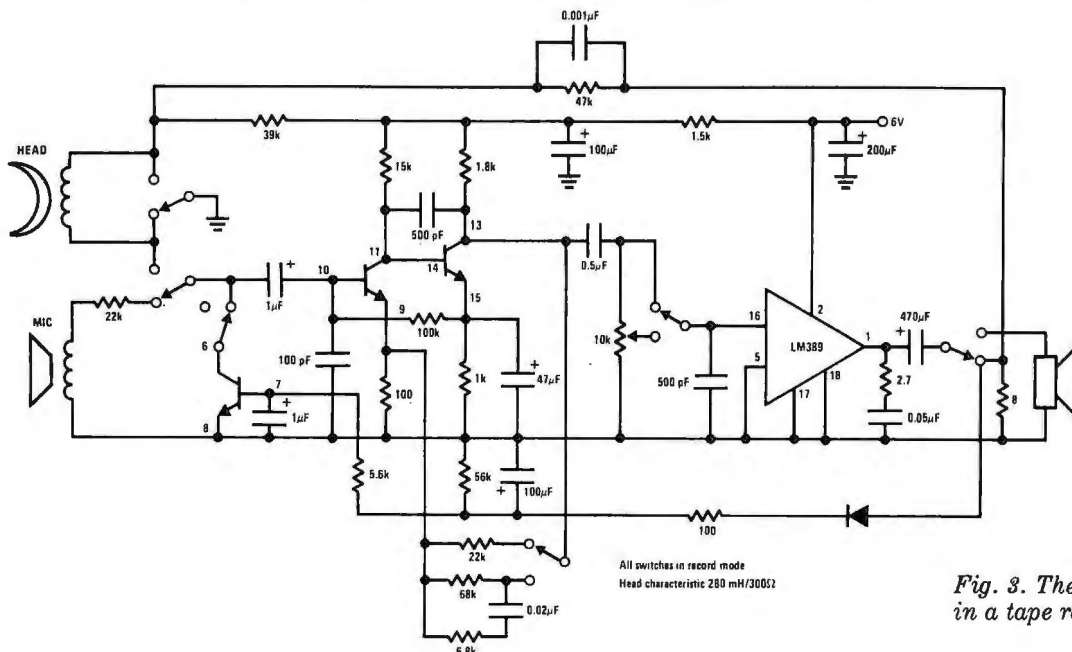 0.001µF
47k
39k
1.5k
6V
HEAD
15k
1.8k
+
100µF
+
200µF
500 pF
13
11
14
10
1µF
+
0.5µF
15
16
2
470µF
+
1
22k
9
100k
10k
LM389
MIC
6
100 pF
1k
+
47µF
500 pF
5
17
18
2.7
8
7
+
1µF
100
0.05µF
8
5.6k
56k
+
100µF
100
22k
68k
0.02µF
6.8k
All switches in record mode
Head characteristic 280 mH/300Ω
Fig. 3. The
in a tape r